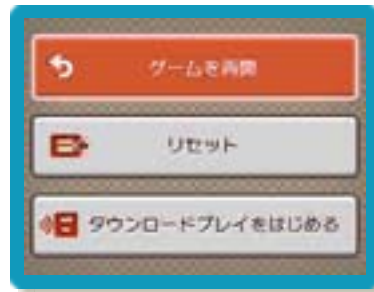 ゲームを再開
リセット
ダウンロードプレイをはじめる